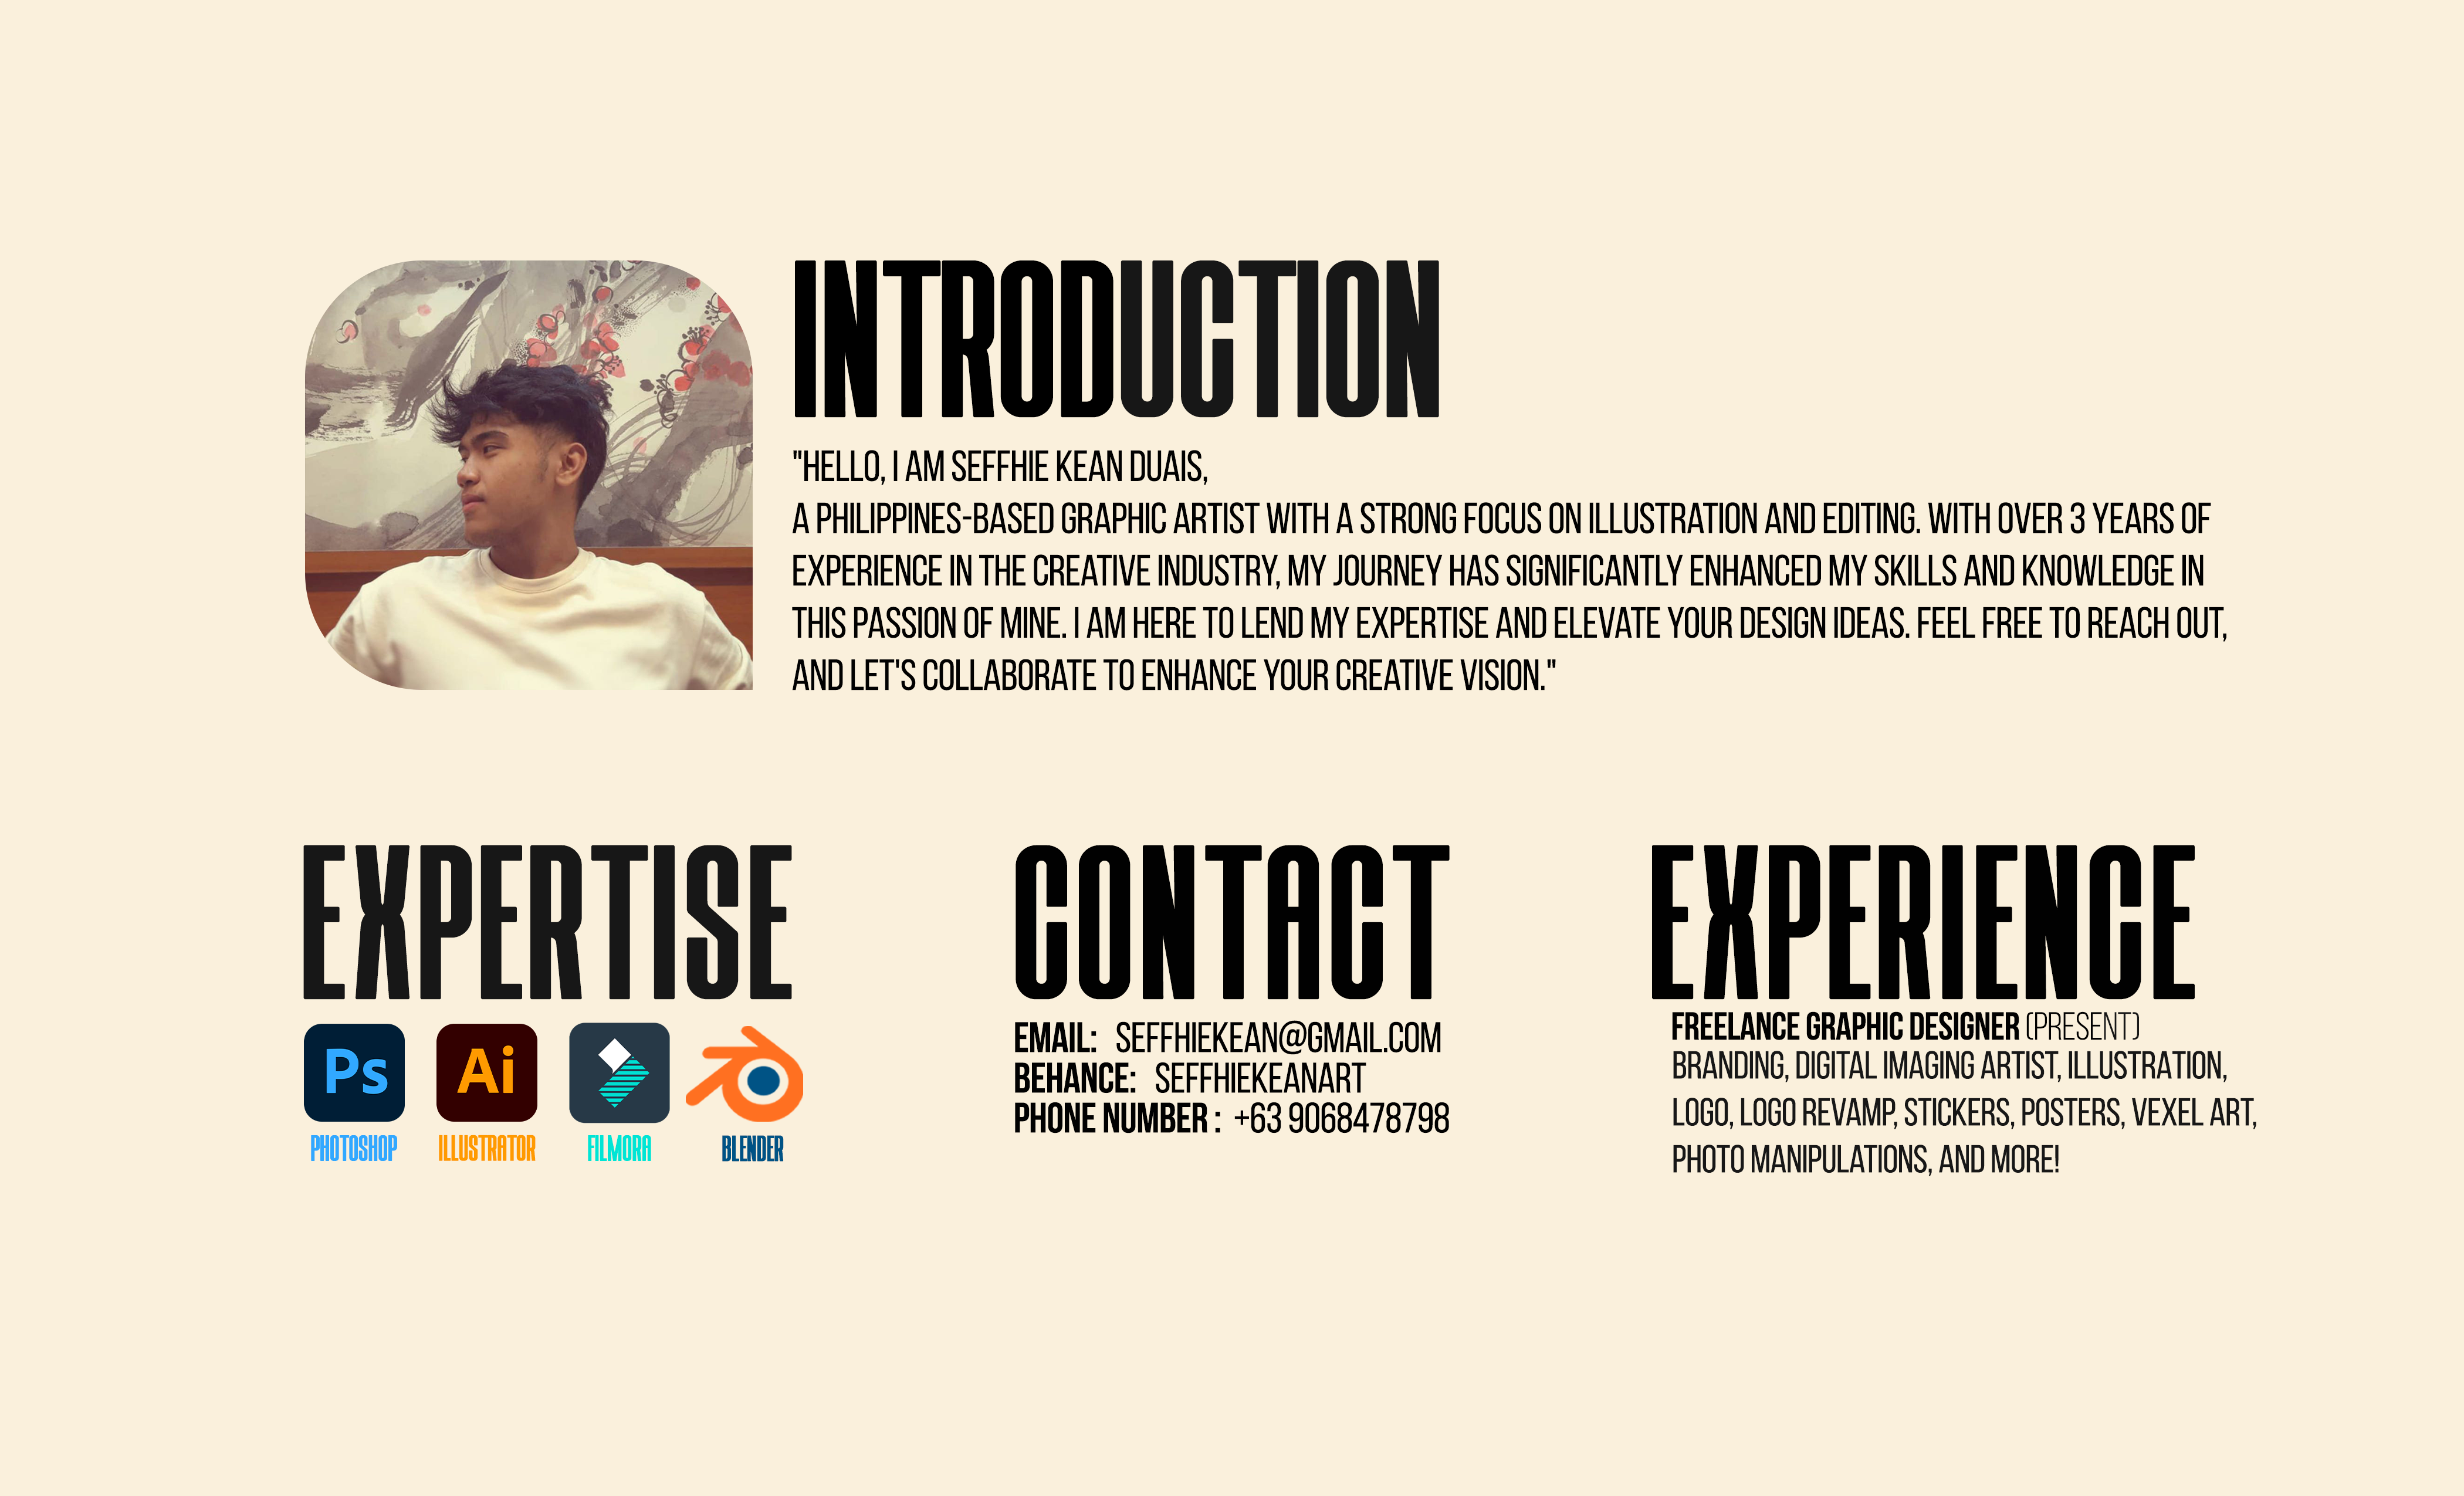 INTRODUCTION
"HELLO, I AM SEFFHIE KEAN DUAIS,
A PHILIPPINES-BASED GRAPHIC ARTIST WITH A STRONG FOCUS ON ILLUSTRATION AND EDITING. WITH OVER 3 YEARS OF
EXPERIENCE IN THE CREATIVE INDUSTRY, MY JOURNEY HAS SIGNIFICANTLY ENHANCED MY SKILLS AND KNOWLEDGE IN
THIS PASSION OF MINE. I AM HERE TO LEND MY EXPERTISE AND ELEVATE YOUR DESIGN IDEAS. FEEL FREE TO REACH OUT,
AND LET'S COLLABORATE TO ENHANCE YOUR CREATIVE VISION."
EXPERTISE
Ps
Ai
PHOTOSHOP
ILLUSTRATOR
FILMORA
BLENDER
CONTACT
EMAIL: SEFFHIEKEAN@GMAIL.COM
BEHANCE: SEFFHIEKEANART
PHONE NUMBER : +63 9068478798
EXPERIENCE
FREELANCE GRAPHIC DESIGNER (PRESENT)
BRANDING, DIGITAL IMAGING ARTIST, ILLUSTRATION,
LOGO, LOGO REVAMP, STICKERS, POSTERS, VEXEL ART,
PHOTO MANIPULATIONS, AND MORE!